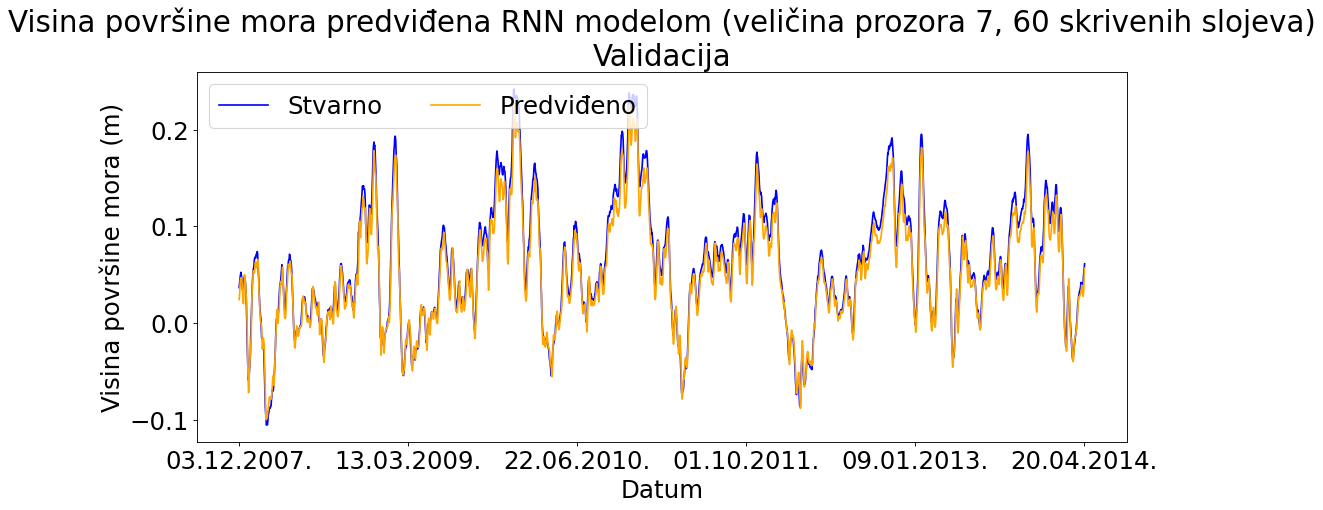 Visina površine mora predviđena RNN modelom (veličina prozora 7, 60 skrivenih slojeva)
Validacija
Stvarno
Predviđeno
Visina površine mora (m)
0.2
0.1
0.0
−0.1
03.12.2007.
13.03.2009.
22.06.2010.
01.10.2011.
09.01.2013.
20.04.2014.
Datum